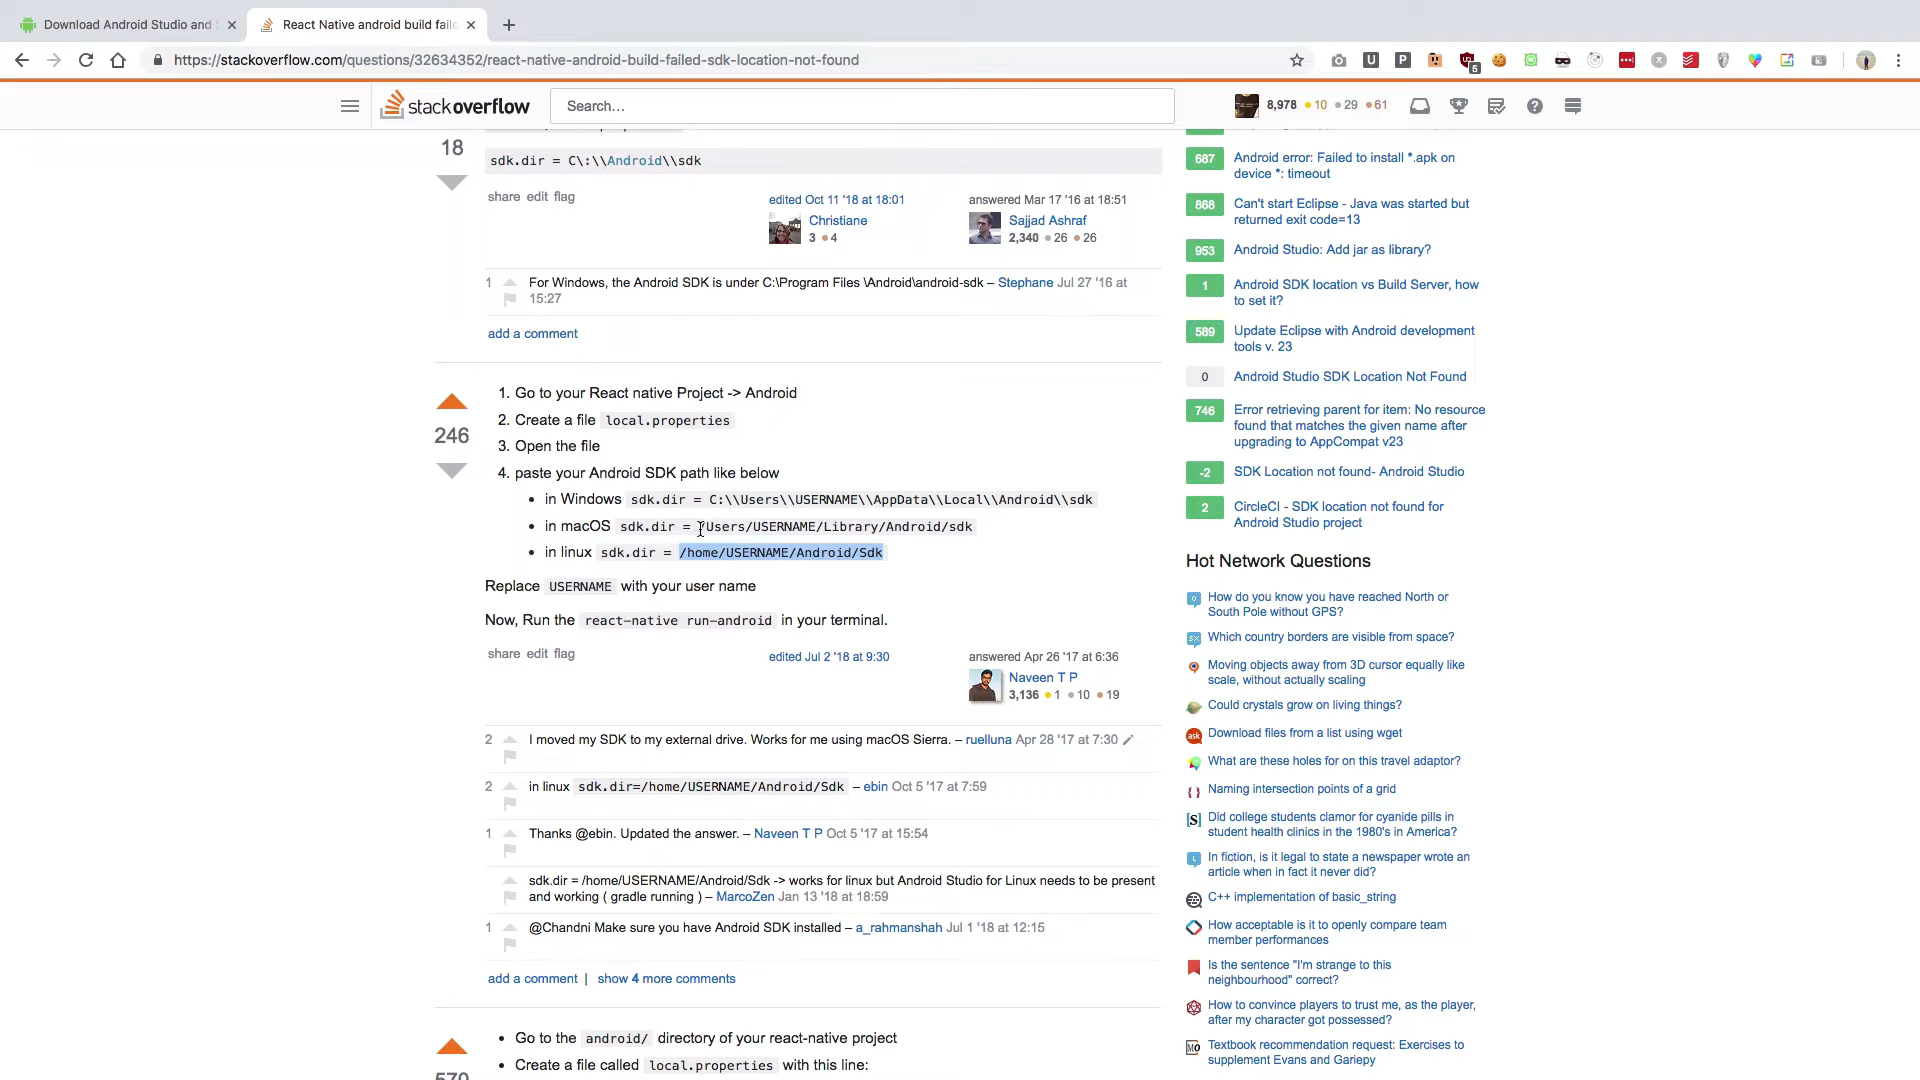 Download Android Studio and S
React Native android build faile
https://stackoverflow.com/questions/32634352/react-native-android-build-failed-sdk-location-not-found
5
stackoverflow
Search…
8,978 10 29 61
18
sdk.dir = C\:\\Android\\sdk
share edit flag
edited Oct 11 '18 at 18:01
Christiane
3 4
answered Mar 17 '16 at 18:51
Sajjad Ashraf
2,340 26 26
1 For Windows, the Android SDK is under C:\Program Files \Android\android-sdk – Stephane Jul 27 '16 at
15:27
add a comment
246
1. Go to your React native Project -> Android
2. Create a file local.properties
3. Open the file
4. paste your Android SDK path like below
• in Windows sdk.dir = C:\\Users\\USERNAME\\AppData\\Local\\Android\\sdk
• in macOS sdk.dir = /Users/USERNAME/Library/Android/sdk
• in linux sdk.dir = /home/USERNAME/Android/Sdk
Replace USERNAME with your user name
Now, Run the react-native run-android in your terminal.
share edit flag
edited Jul 2 '18 at 9:30
answered Apr 26 '17 at 6:36
Naveen T P
3,136 1 10 19
2 I moved my SDK to my external drive. Works for me using macOS Sierra. – ruelluna Apr 28 '17 at 7:30
2 in linux sdk.dir=/home/USERNAME/Android/Sdk – ebin Oct 5 '17 at 7:59
1 Thanks @ebin. Updated the answer. – Naveen T P Oct 5 '17 at 15:54
sdk.dir = /home/USERNAME/Android/Sdk -> works for linux but Android Studio for Linux needs to be present
and working ( gradle running ) – MarcoZen Jan 13 '18 at 18:59
1 @Chandni Make sure you have Android SDK installed – a_rahmanshah Jul 1 '18 at 12:15
add a comment | show 4 more comments
570
• Go to the android/ directory of your react-native project
• Create a file called local.properties with this line:
687 Android error: Failed to install *.apk on
device *: timeout
868 Can't start Eclipse - Java was started but
returned exit code=13
953 Android Studio: Add jar as library?
1 Android SDK location vs Build Server, how
to set it?
589 Update Eclipse with Android development
tools v. 23
0 Android Studio SDK Location Not Found
746 Error retrieving parent for item: No resource
found that matches the given name after
upgrading to AppCompat v23
-2 SDK Location not found- Android Studio
2 CircleCI - SDK location not found for
Android Studio project
Hot Network Questions
How do you know you have reached North or
South Pole without GPS?
Which country borders are visible from space?
Moving objects away from 3D cursor equally like
scale, without actually scaling
Could crystals grow on living things?
Download files from a list using wget
What are these holes for on this travel adaptor?
Naming intersection points of a grid
Did college students clamor for cyanide pills in
student health clinics in the 1980's in America?
In fiction, is it legal to state a newspaper wrote an
article when in fact it never did?
C++ implementation of basic_string
How acceptable is it to openly compare team
member performances
Is the sentence "I'm strange to this
neighbourhood" correct?
How to convince players to trust me, as the player,
after my character got possessed?
Textbook recommendation request: Exercises to
supplement Evans and Gariepy